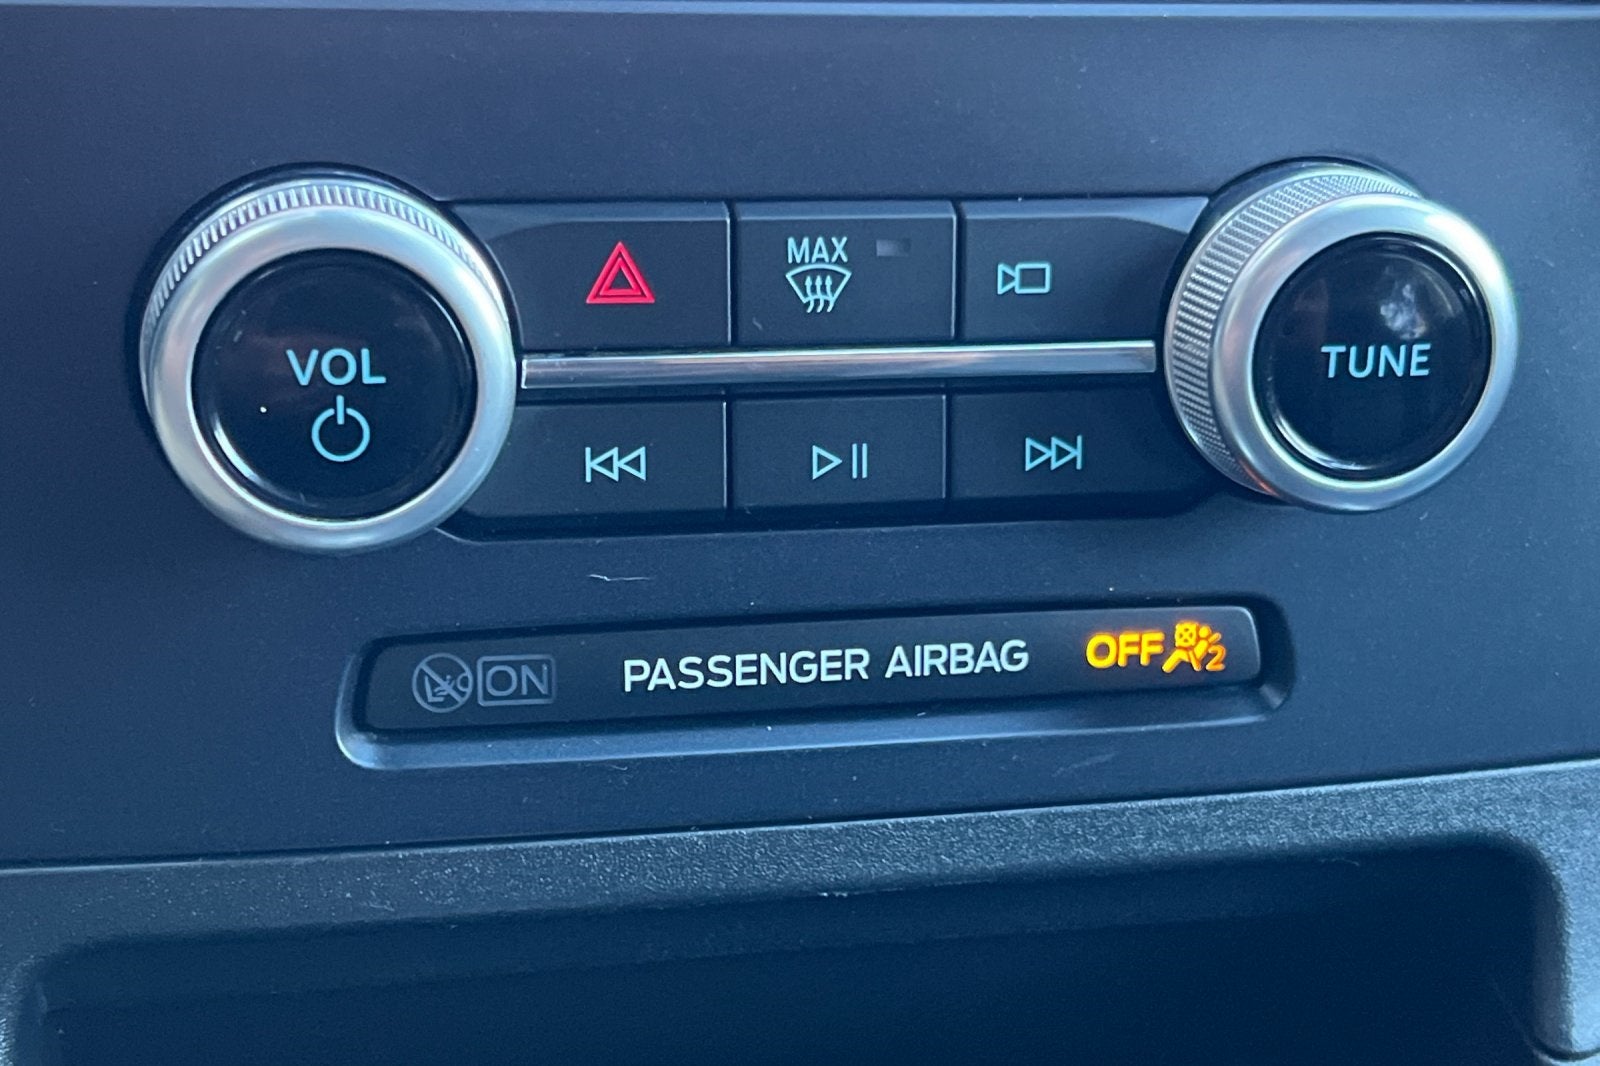 MAX
VOL
TUNE
ON PASSENGER AIRBAG OFF 2